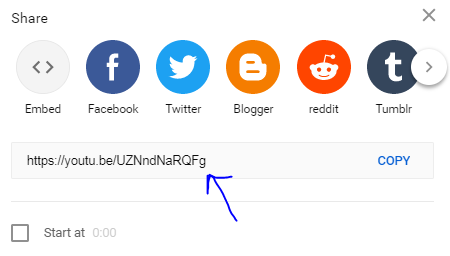 Share
Embed Facebook Twitter Blogger reddit Tumblr
https://youtu.be/UZNndNaRQFg COPY
Start at 0:00